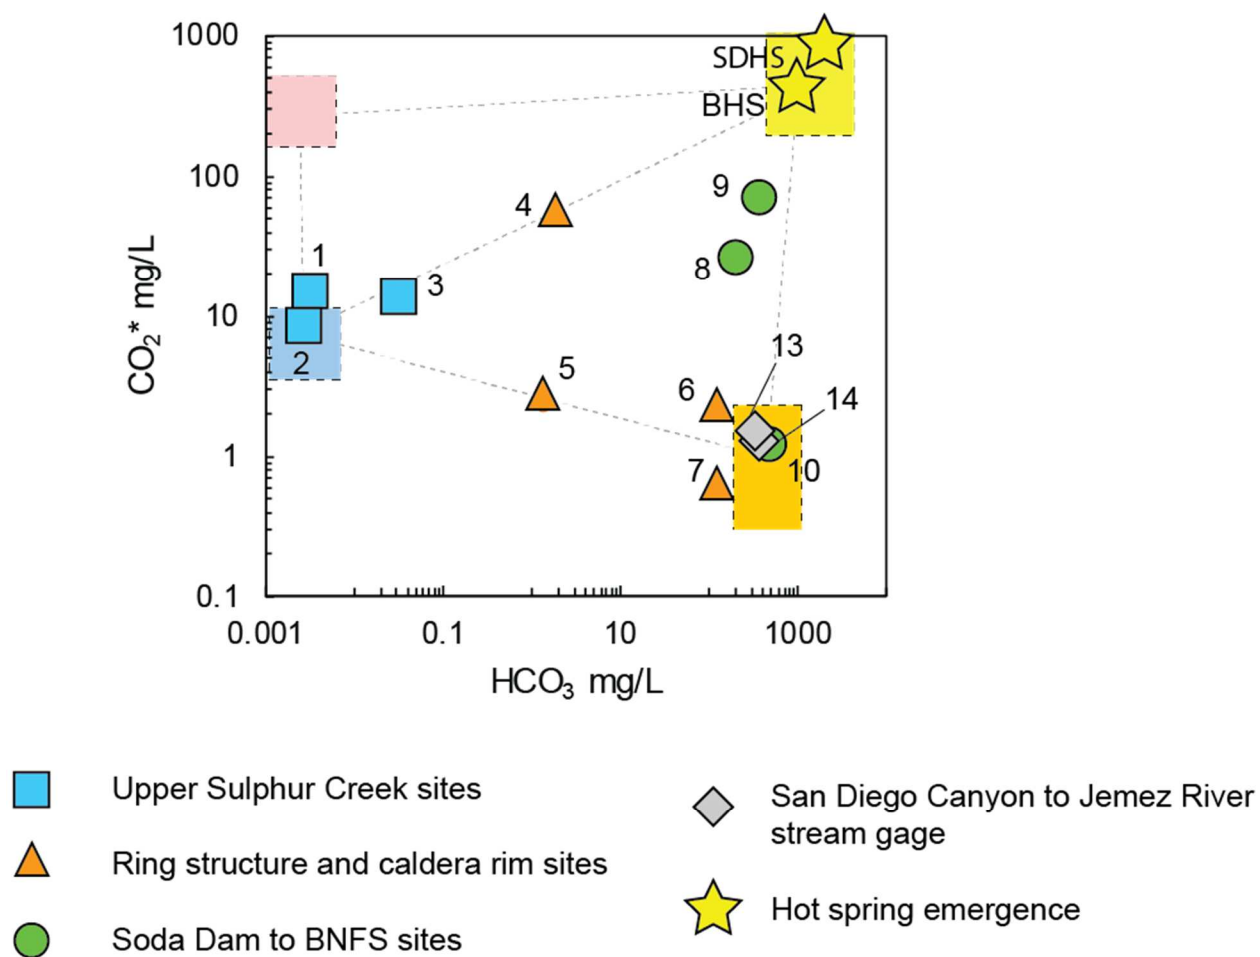 1000
SDHS
BHS
100
9
4
8
1
3
10
2
13
5
6
14
1
7
10
0.1
0.001
0.1
10
1000
CO₂* mg/L
HCO₃ mg/L
Upper Sulphur Creek sites
Ring structure and caldera rim sites
Soda Dam to BNFS sites
San Diego Canyon to Jemez River
stream gage
Hot spring emergence